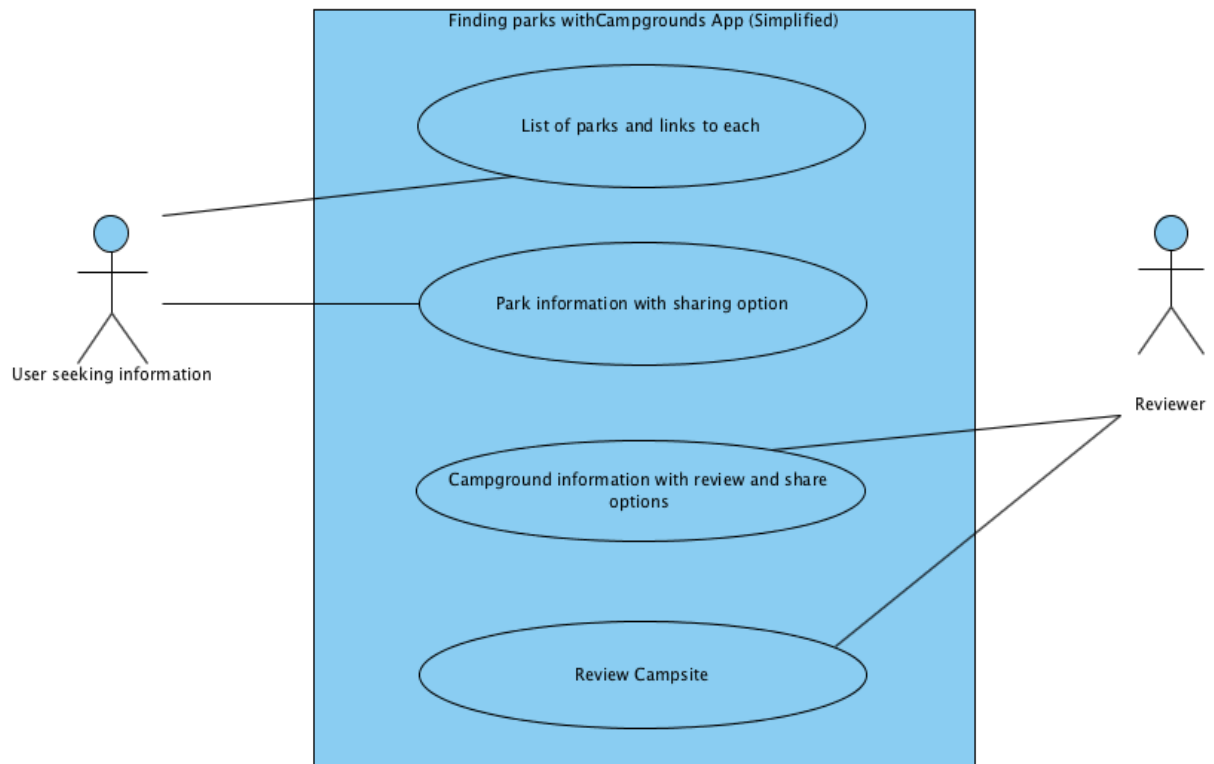 Finding parks withCampgrounds App (Simplified)
List of parks and links to each
Park information with sharing option
User seeking information
Reviewer
Campground information with review and share
options
Review Campsite